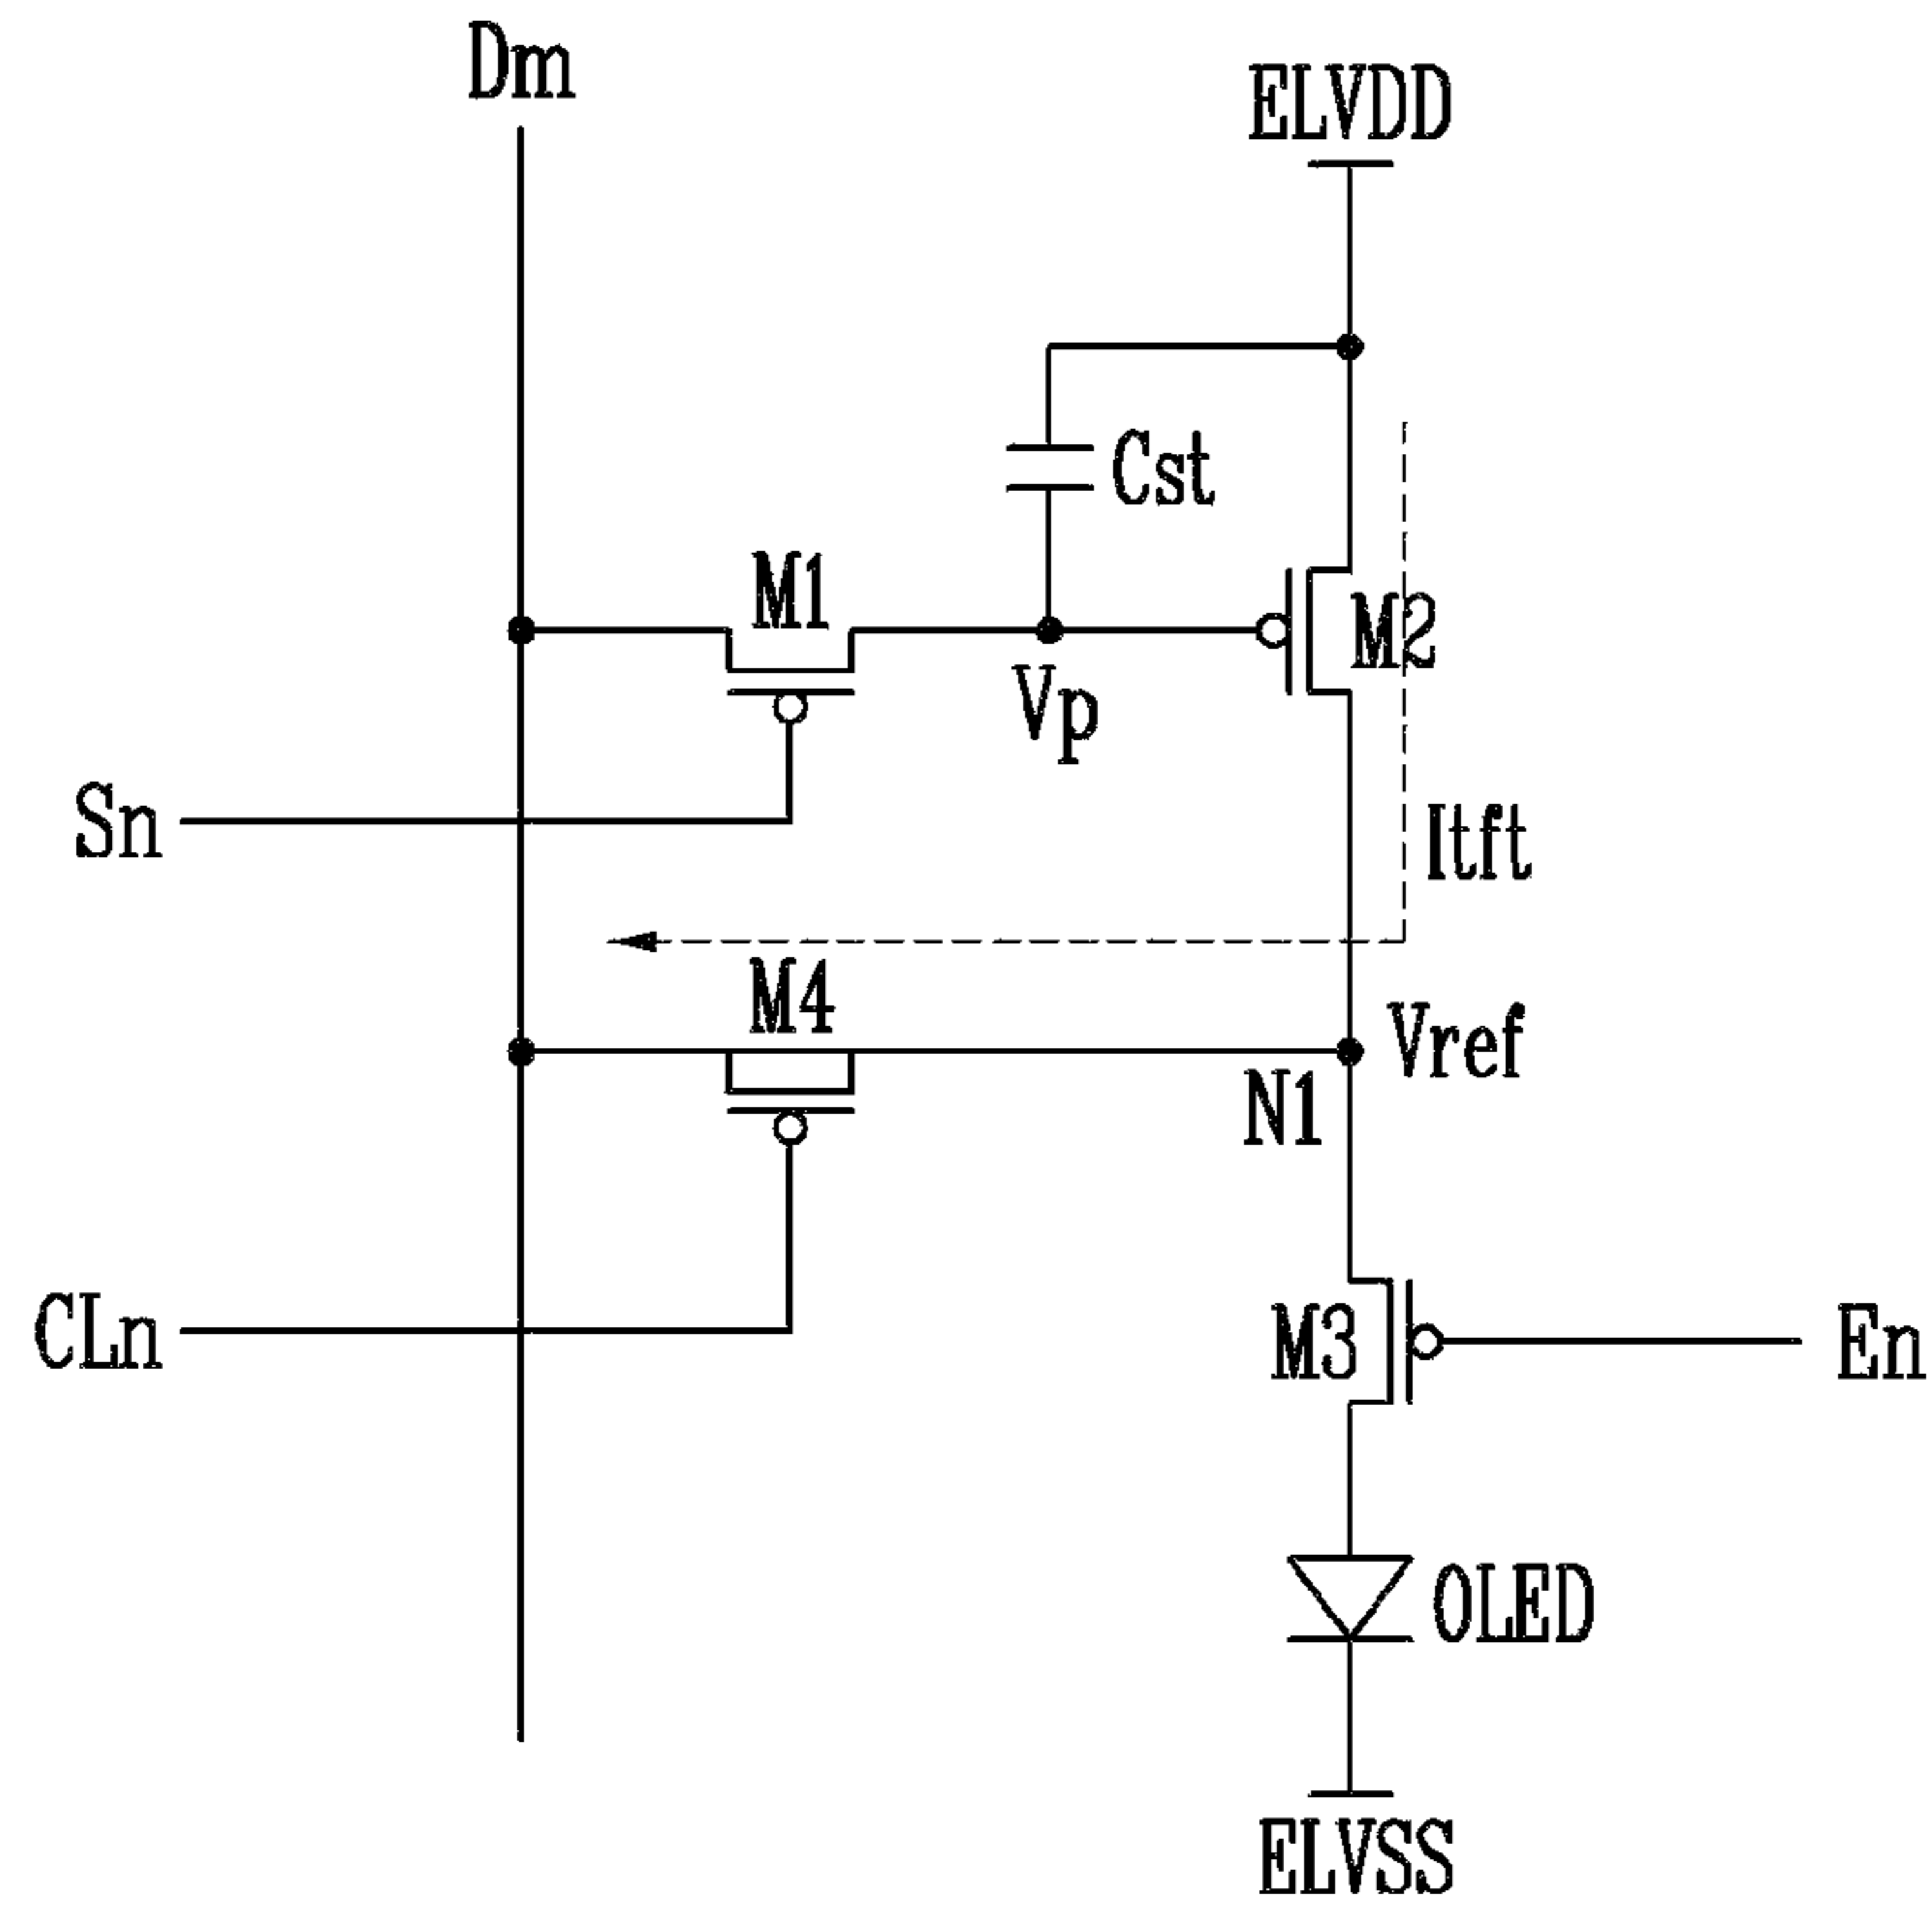 Dm
ELVDD
Cst
M1
M2
Vp
Sn
Itft
M4
Vref
N1
CLn
M3
En
OLED
ELVSS